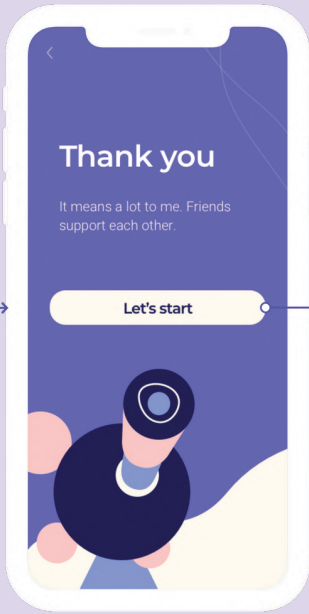 Thank you
It means a lot to me. Friends
support each other.
Let's start